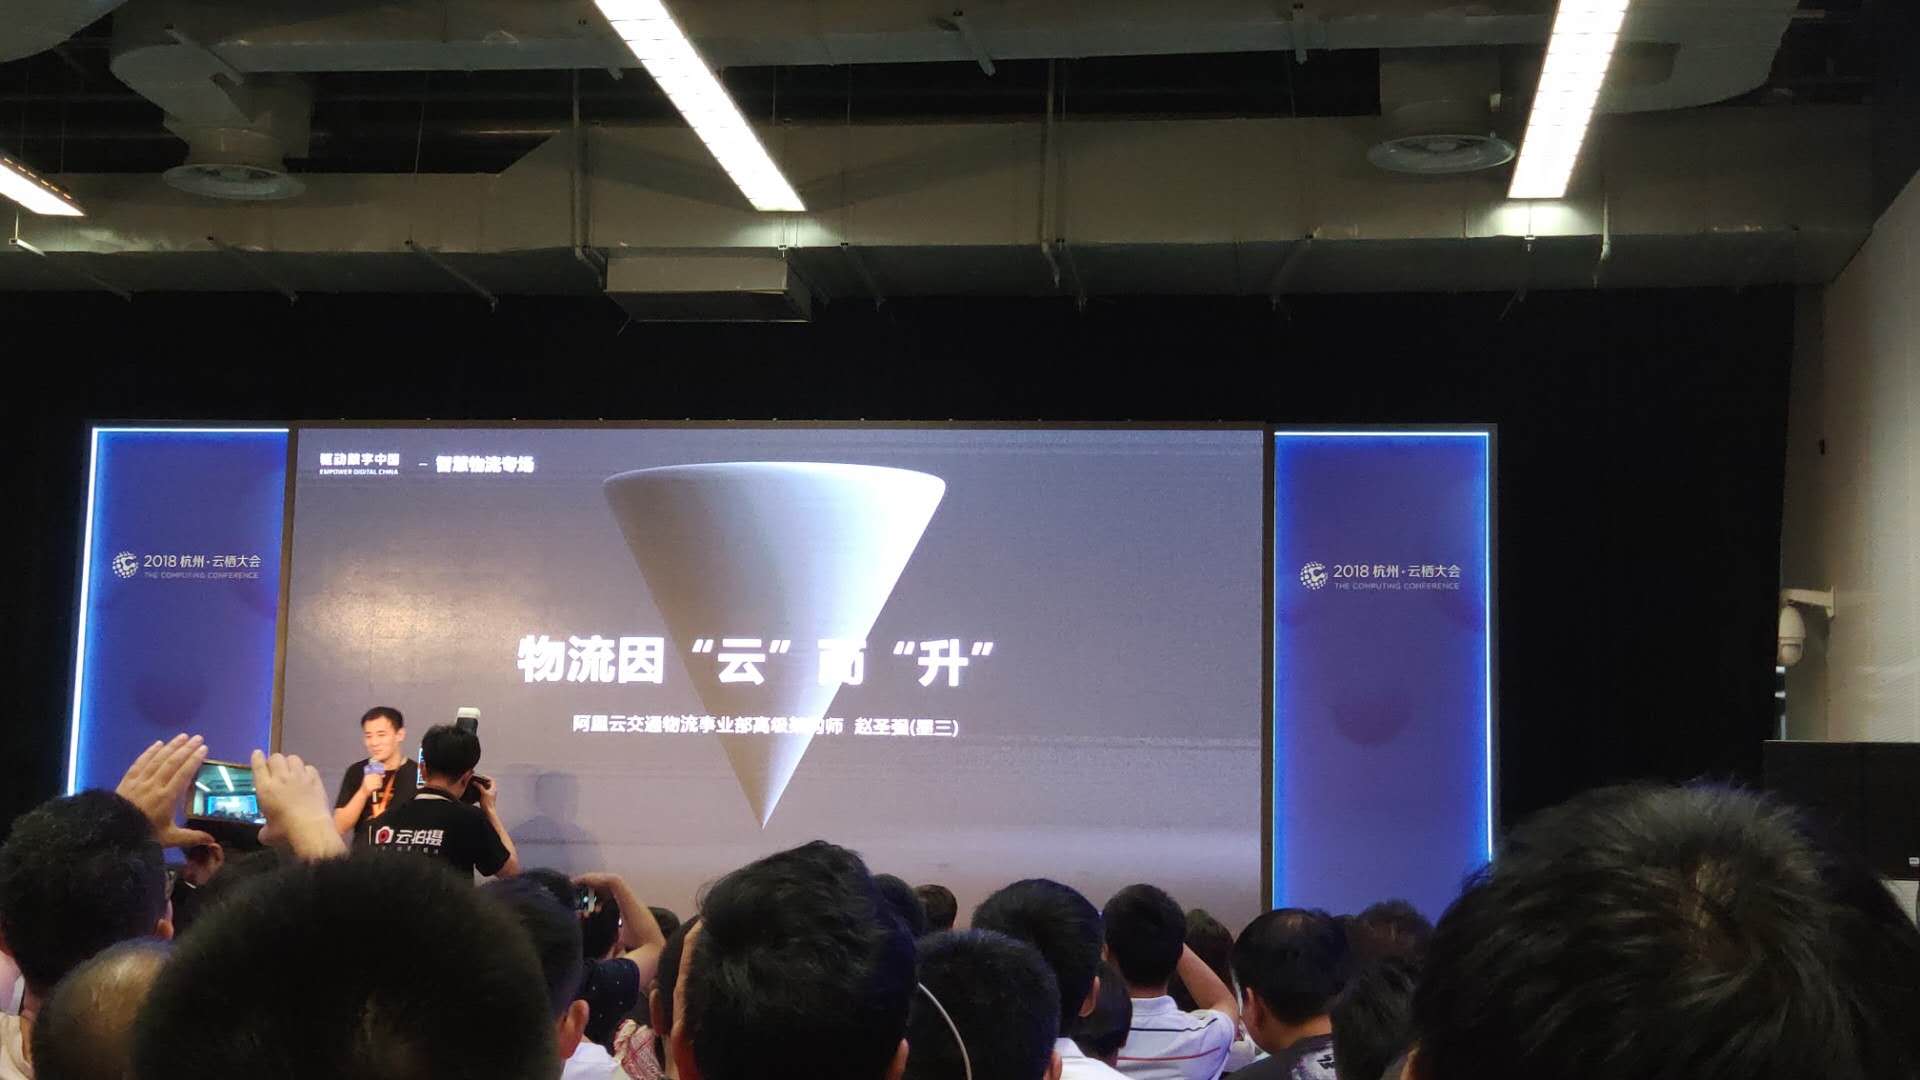 驱动数字中国
EMPOWER DIGITAL CHINA
– 智慧物流专场
2018 杭州·云栖大会
THE COMPUTING CONFERENCE
物流因 “云” 而 “升”
阿里云交通物流事业部高级架构师 赵圣强(星三)
2018 杭州·云栖大会
THE COMPUTING CONFERENCE
云拍摄